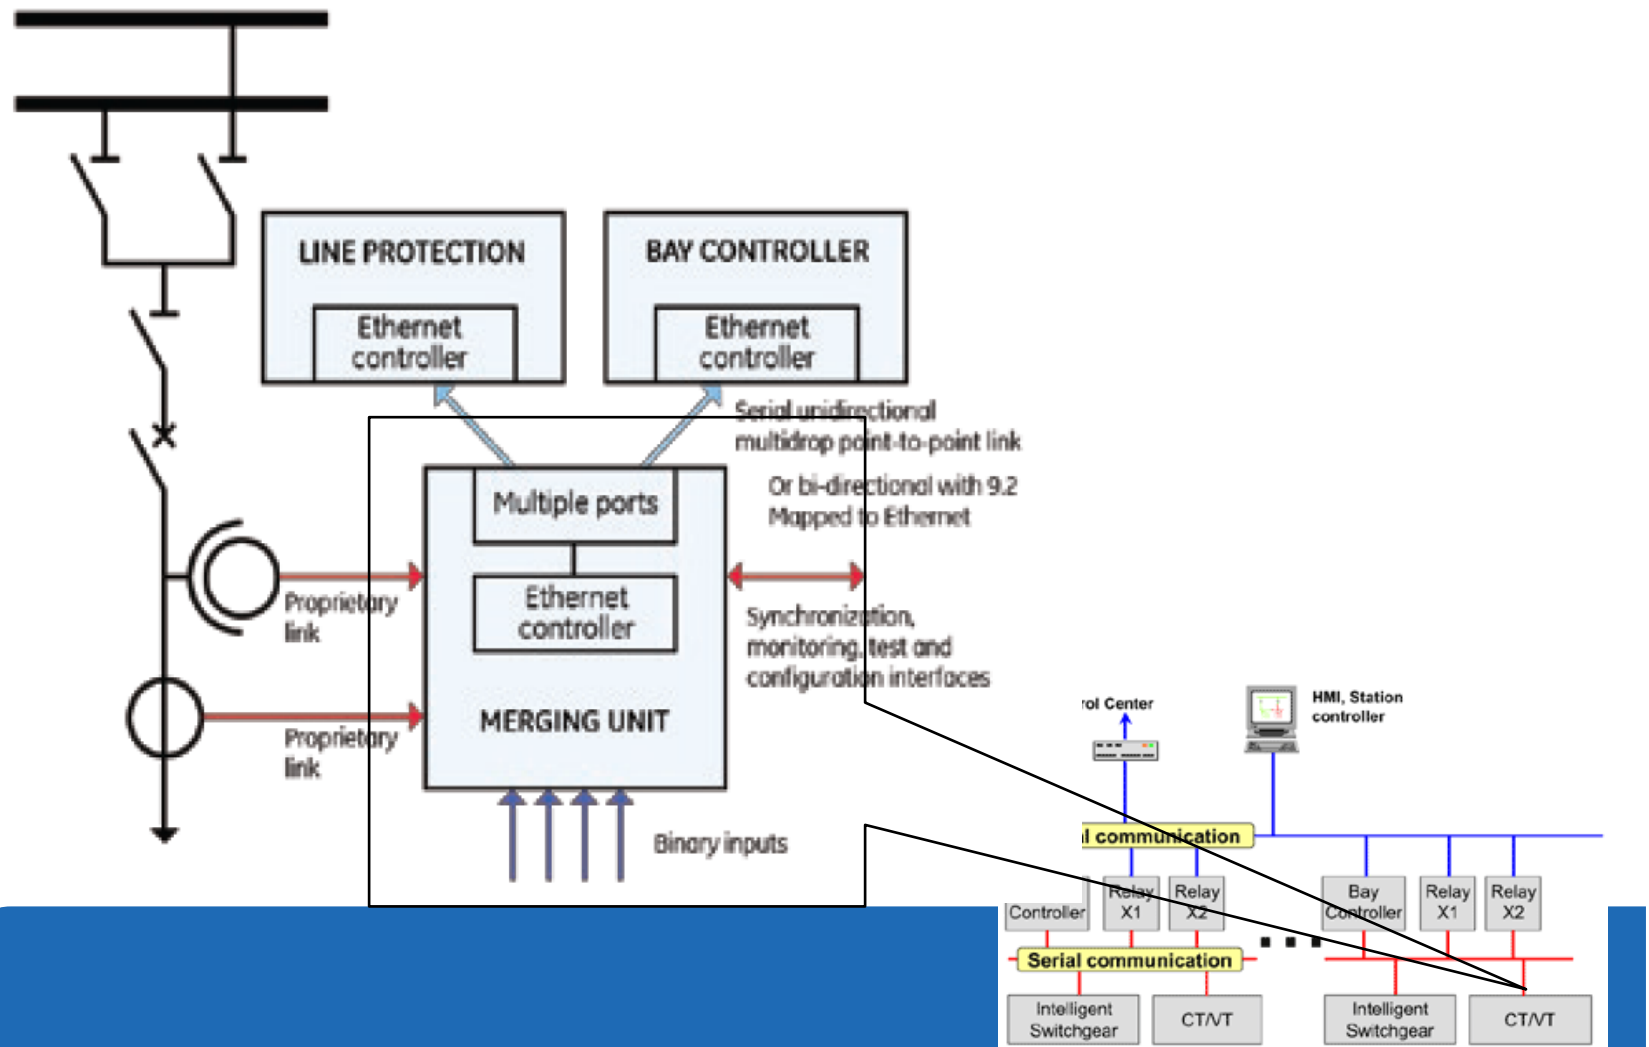 LINE PROTECTION
Ethernet
controller
BAY CONTROLLER
Ethernet
controller
Serial unidirectional
multidrop point-to-point link
Or bi-directional with 9.2
Mapped to Ethernet
Multiple ports
Ethernet
controller
MERGING UNIT
Proprietary
link
Proprietary
link
Synchronization,
monitoring, test and
configuration interfaces
Binary inputs
rol Center
HMI, Station
controller
l communication
Controller
Relay
X1
Relay
X2
Bay
Controller
Relay
X1
Relay
X2
Serial communication
Intelligent
Switchgear
CT/VT
Intelligent
Switchgear
CT/VT